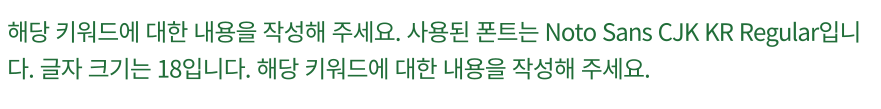 해당 키워드에 대한 내용을 작성해 주세요. 사용된 폰트는 Noto Sans CJK KR Regular입니
다. 글자 크기는 18입니다. 해당 키워드에 대한 내용을 작성해 주세요.